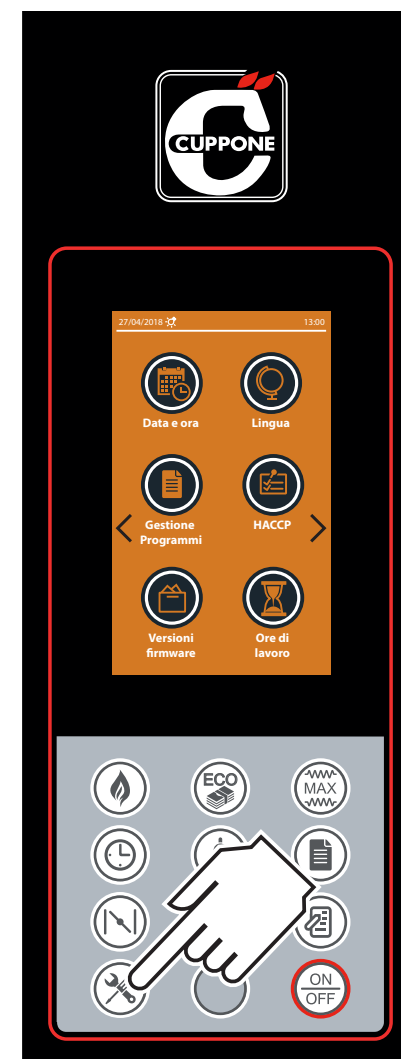 CUPPONE
27/04/2018 13:00
Data e ora
Lingua
Gestione
Programmi
HACCP
Versioni
firmware
Ore di
lavoro
ECO
MAX
ON
OFF